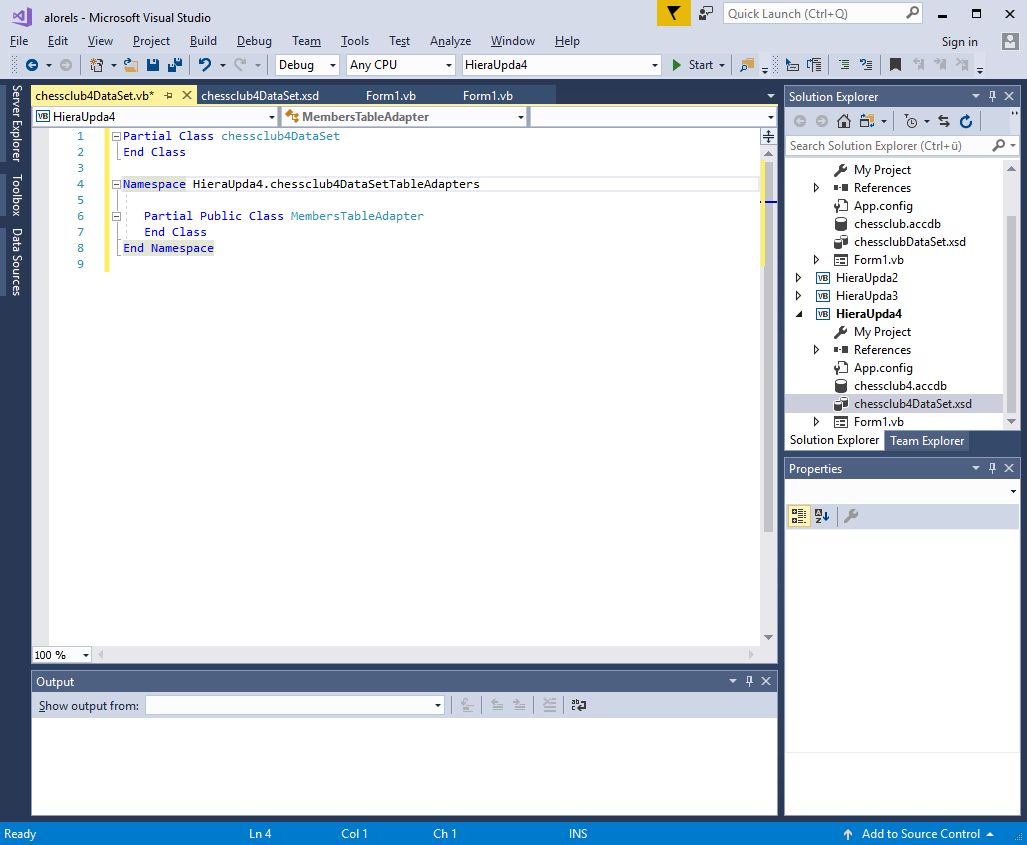 alorels - Microsoft Visual Studio
Quick Launch (Ctrl+Q)
File Edit View Project Build Debug Team Tools Test Analyze Window Help
Sign in
Debug Any CPU HieraUpda4 Start
Server Explorer
Toolbox
Data Sources
chessclub4DataSet.vb* chessclub4DataSet.xsd Form1.vb Form1.vb
VB HieraUpda4 MembersTableAdapter
1 Partial Class chessclub4DataSet
2 End Class
3
4 Namespace HieraUpda4.chessclub4DataSetTableAdapters
5
6 Partial Public Class MembersTableAdapter
7 End Class
8 End Namespace
9
100 %
Output
Show output from:
Solution Explorer
Search Solution Explorer (Ctrl+ü)
My Project
References
App.config
chessclub.accdb
chessclubDataSet.xsd
Form1.vb
VB HieraUpda2
VB HieraUpda3
VB HieraUpda4
My Project
References
App.config
chessclub4.accdb
chessclub4DataSet.xsd
Form1.vb
Solution Explorer Team Explorer
Properties
Ready Ln 4 Col 1 Ch 1 INS Add to Source Control